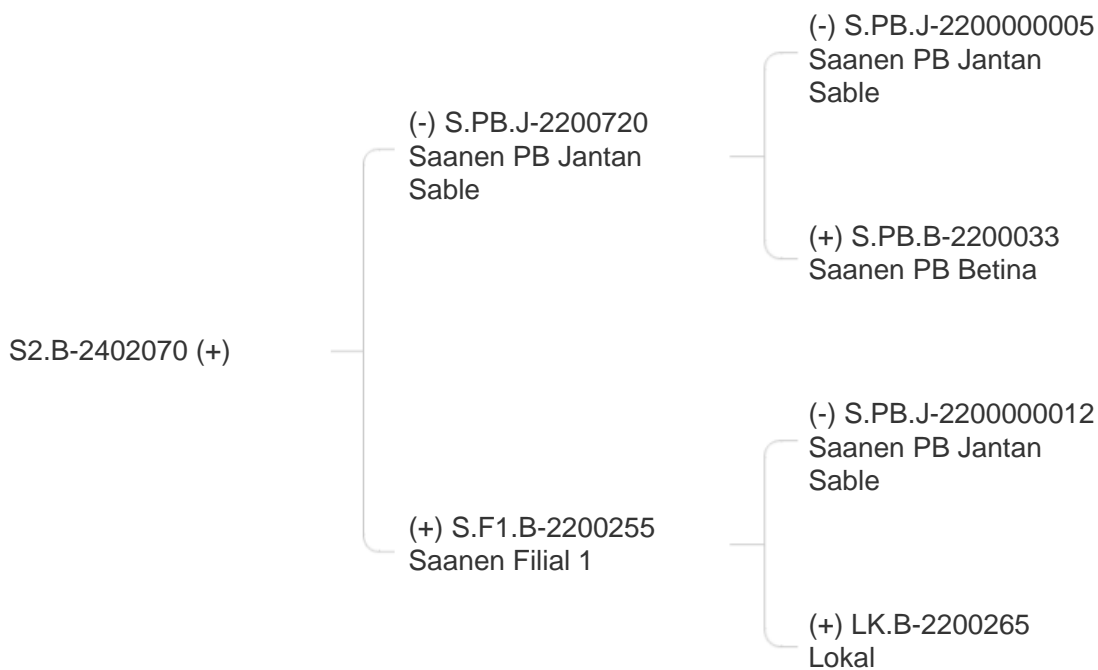 (-) S.PB.J-2200000005
Saanen PB Jantan
Sable
(-) S.PB.J-2200720
Saanen PB Jantan
Sable
(+) S.PB.B-2200033
Saanen PB Betina
S2.B-2402070 (+)
(-) S.PB.J-2200000012
Saanen PB Jantan
Sable
(+) S.F1.B-2200255
Saanen Filial 1
(+) LK.B-2200265
Lokal